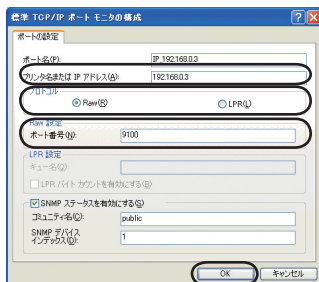 標準 TCP/IP ポート モニタの構成
ポートの設定
ポート名(P): IP_192.168.0.3
プリンタ名または IP アドレス(A): 192.168.0.3
プロトコル
Raw(R) LPR(L)
Raw 設定
ポート番号(N): 9100
LPR 設定
キュー名(Q):
LPR バイト カウントを有効にする(B)
SNMP ステータスを有効にする(S)
コミュニティ名(C): public
SNMP デバイス インデックス(D): 1
OK キャンセル